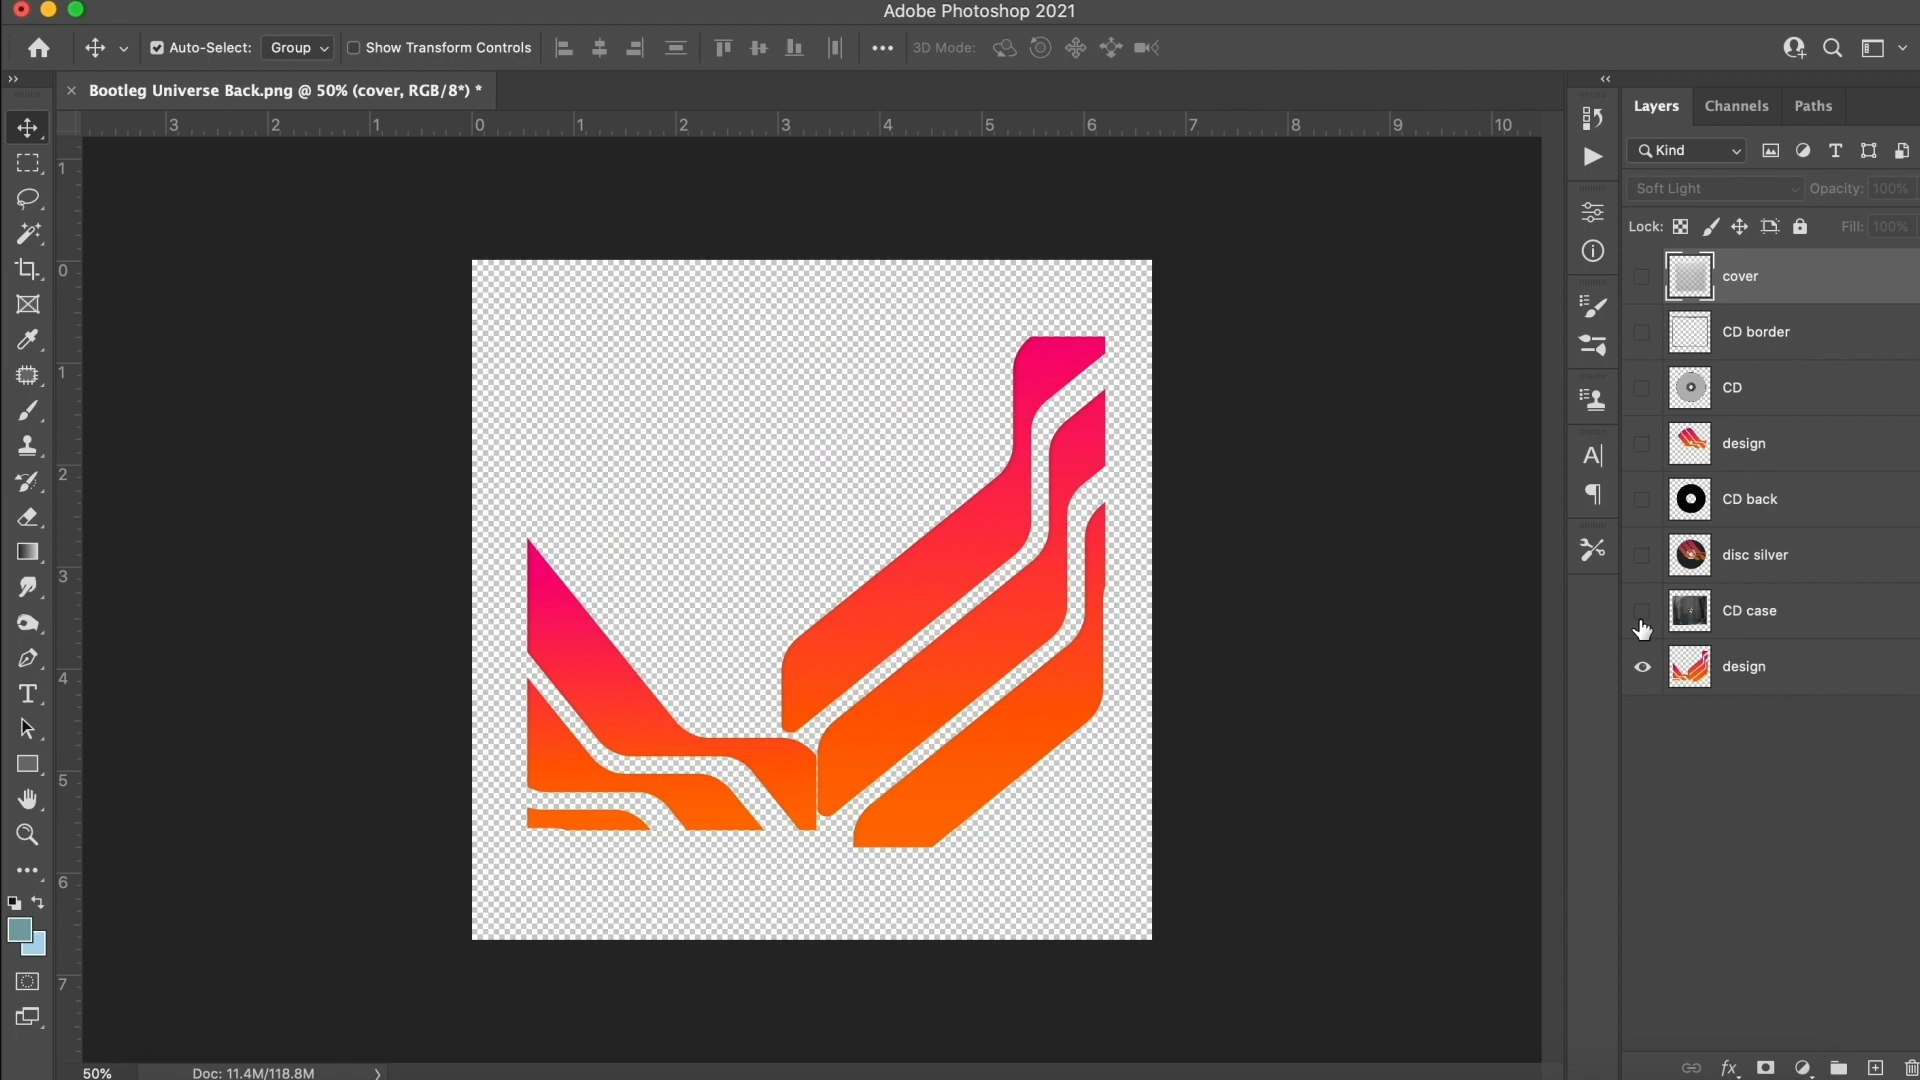 Adobe Photoshop 2021
Auto-Select: Group Show Transform Controls 3D Mode:
Bootleg Universe Back.png @ 50% (cover, RGB/8*) *
3 2 1 0 1 2 3 4 5 6 7 8 9 10
1
0
1
2
3
4
5
6
7
Layers Channels Paths
Kind
Soft Light Opacity: 100%
Lock: Fill: 100%
cover
CD border
CD
design
CD back
disc silver
CD case
design
50% Doc: 11.4M/118.8M
fx